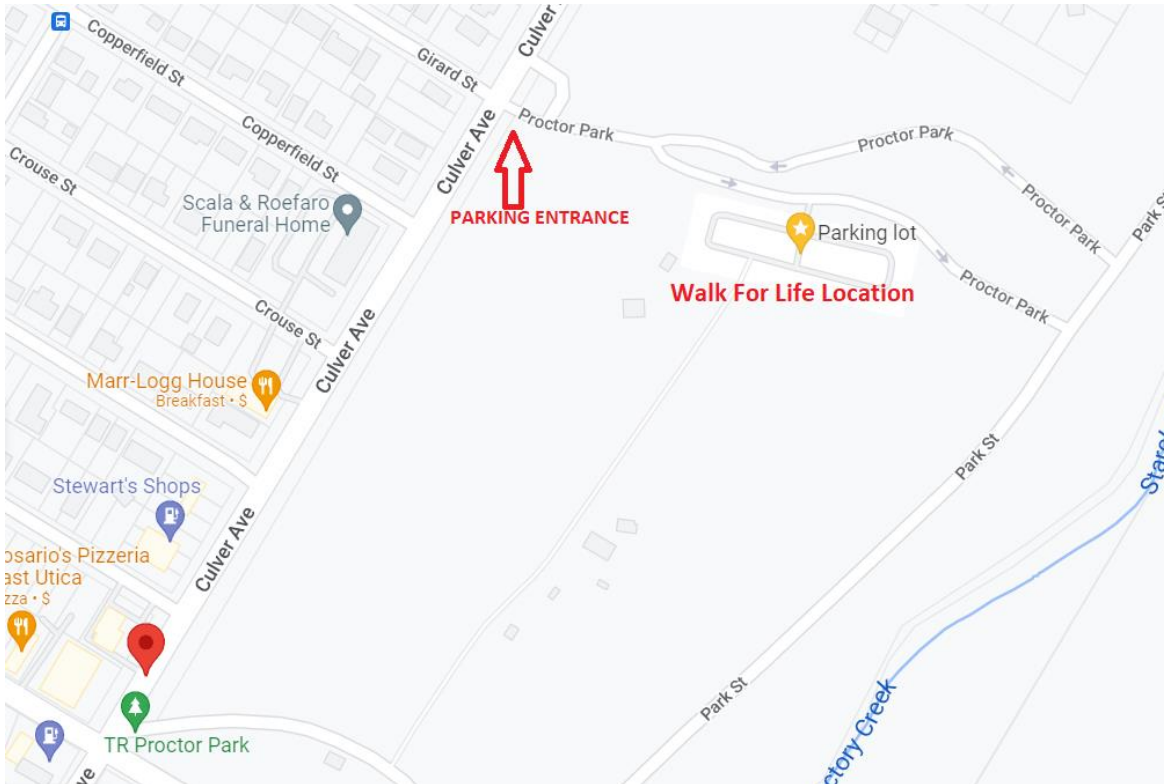 Copperfield St
Girard St
Culver A
Copperfield St
Culver Ave
Proctor Park
Proctor Park
Crouse St
Scala & Roefaro
Funeral Home
PARKING ENTRANCE
Proctor Park
Park S
Parking lot
Proctor Park
Walk For Life Location
Crouse St
Culver Ave
Marr-Logg House
Breakfast • $
Park St
Starch
Stewart's Shops
Culver Ave
osario's Pizzeria
ast Utica
zza • $
Park St
ctory Creek
TR Proctor Park
ve